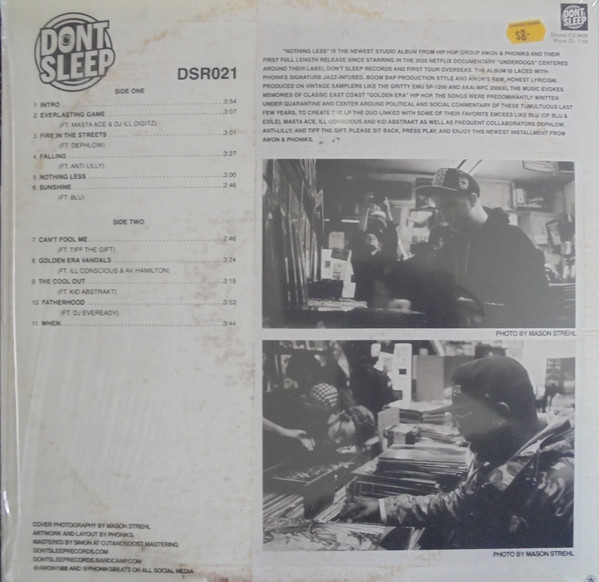 DONT
SLEEP
DSR021
SIDE ONE
1 INTRO 0:54
2 EVERLASTING GAME 3:07
(FT. MASTA ACE & DJ ILL DIGITZ)
3 FIRE IN THE STREETS 3:01
(FT. DEPHLOW)
4 FALLING 3:27
(FT. ANTI LILLY)
5 NOTHING LESS 3:00
6 SUNSHINE 2:46
(FT. BLU)
SIDE TWO
7 CAN'T FOOL ME 2:46
(FT. TIFF THE GIFT)
8 GOLDEN ERA VANDALS 3:24
(FT. ILL CONSCIOUS & AV HAMILTON)
9 THE COOL OUT 3:19
(FT. KID ABSTRAKT)
10 FATHERHOOD 3:53
(FT. DJ EVEREADY)
11 WHEN 3:44
COVER PHOTOGRAPHY BY MASON STREHL
ARTWORK AND LAYOUT BY PHONIKS
MASTERED BY SIMON AT CUTANDBOOST MASTERING
DONTSLEEPRECORDS.COM
DONTSLEEPRECORDS.BANDCAMP.COM
@AWON1988 AND @PHONIKSBEATS ON ALL SOCIAL MEDIA
$8-
DONT
SLEEP
"NOTHING LESS" IS THE NEWEST STUDIO ALBUM FROM HIP HOP GROUP AWON & PHONIKS AND THEIR
FIRST FULL LENGTH RELEASE SINCE STARRING IN THE 2020 NETFLIX DOCUMENTARY "UNDERDOGS" CENTERED
AROUND THEIR LABEL DON'T SLEEP RECORDS AND FIRST TOUR OVERSEAS. THE ALBUM IS LACED WITH
PHONIKS SIGNATURE JAZZ-INFUSED, BOOM BAP PRODUCTION STYLE AND AWON'S RAW, HONEST LYRICISM.
PRODUCED ON VINTAGE SAMPLERS LIKE THE GRITTY EMU SP-1200 AND AKAI MPC 2000XL THE MUSIC EVOKES
MEMORIES OF CLASSIC EAST COAST "GOLDEN ERA" HIP HOP. THE SONGS WERE PREDOMINANTLY WRITTEN
UNDER QUARANTINE AND CENTER AROUND POLITICAL AND SOCIAL COMMENTARY OF THESE TUMULTUOUS LAST
FEW YEARS. TO CREATE THE LP THE DUO LINKED WITH SOME OF THEIR FAVORITE EMCEES LIKE BLU (OF BLU &
EXILE), MASTA ACE, ILL CONSCIOUS AND KID ABSTRAKT AS WELL AS FREQUENT COLLABORATORS DEPHLOW,
ANTI-LILLY, AND TIFF THE GIFT. PLEASE SIT BACK, PRESS PLAY, AND ENJOY THIS NEWEST INSTALLMENT FROM
AWON & PHONIKS.
PHOTO BY MASON STREHL
PHOTO BY MASON STREHL